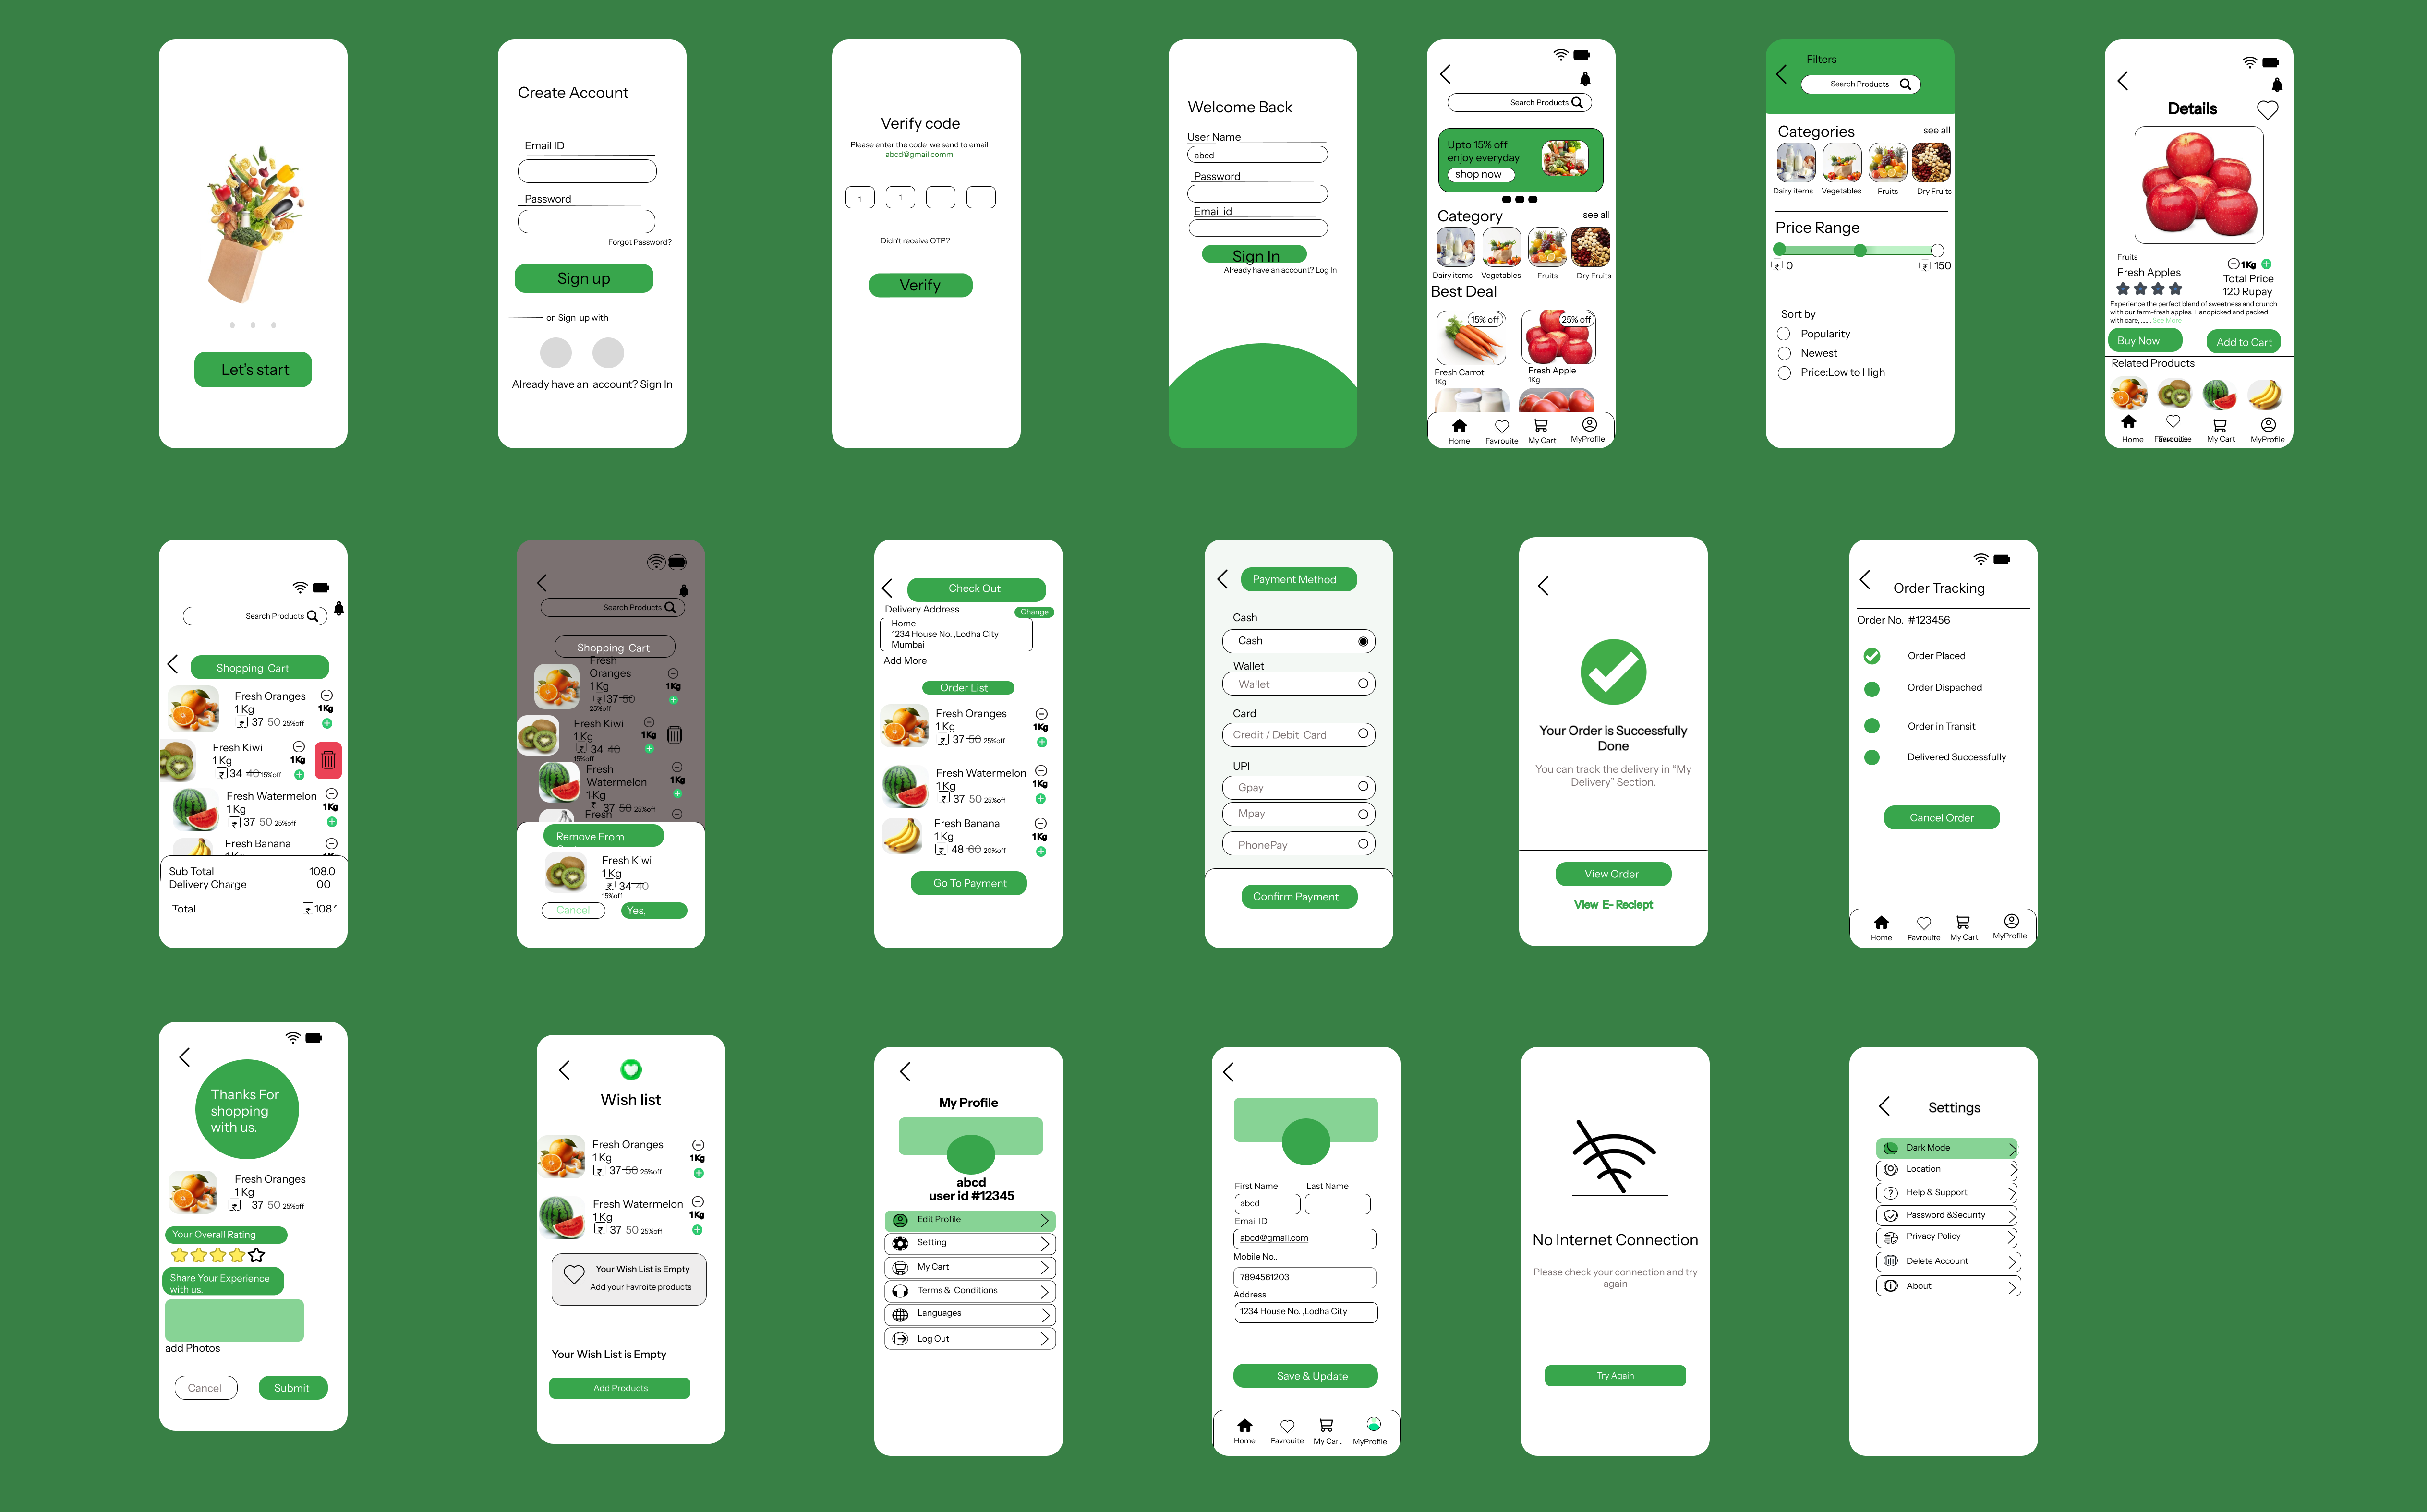 Let's start
Create Account
Email ID
Password
Forgot Password?
Sign up
or Sign up with
Already have an account? Sign In
Verify code
Please enter the code we send to email
abcd@gmail.comm
1 1 — —
Didn't receive OTP?
Verify
Welcome Back
User Name
abcd
Password
Email id
Sign In
Already have an account? Log In
Search Products
Upto 15% off
enjoy everyday
shop now
Category see all
Dairy items Vegetables Fruits Dry Fruits
Best Deal
15% off 25% off
Fresh Carrot
1Kg
Fresh Apple
1Kg
Home Favrouite My Cart MyProfile
Filters
Search Products
Categories see all
Dairy items Vegetables Fruits Dry Fruits
Price Range
₹ 0 ₹ 150
Sort by
Popularity
Newest
Price:Low to High
Details
Fruits
Fresh Apples
1Kg
Total Price
120 Rupay
Experience the perfect blend of sweetness and crunch
with our farm-fresh apples. Handpicked and packed
with care, ...... See More
Buy Now Add to Cart
Related Products
Home My Cart MyProfile
Search Products
Shopping Cart
Fresh Oranges
1Kg
₹ 37 50 25%off
1Kg
Fresh Kiwi
1Kg
₹ 34 40 15%off
1Kg
Fresh Watermelon
1Kg
₹ 37 50 25%off
1Kg
Fresh Banana
Sub Total 108.0
Delivery Charge 00
Total ₹108
Search Products
Shopping Cart
Fresh
Oranges
1Kg
₹ 37 50
25%off
1Kg
Fresh Kiwi
1Kg
₹ 34 40
15%off
1Kg
Fresh
Watermelon
1Kg
₹ 37 50 25%off
1Kg
Fresh
Remove From
Fresh Kiwi
1Kg
₹ 34 40
15%off
Cancel Yes,
Check Out
Delivery Address Change
Home
1234 House No. ,Lodha City
Mumbai
Add More
Order List
Fresh Oranges
1Kg
₹ 37 50 25%off
1Kg
Fresh Watermelon
1Kg
₹ 37 50 25%off
1Kg
Fresh Banana
1Kg
₹ 48 60 20%off
1Kg
Go To Payment
Payment Method
Cash
Cash
Wallet
Wallet
Card
Credit / Debit Card
UPI
Gpay
Mpay
PhonePay
Confirm Payment
Your Order is Successfully
Done
You can track the delivery in “My
Delivery” Section.
View Order
View E- Reciept
Order Tracking
Order No. #123456
Order Placed
Order Dispached
Order in Transit
Delivered Successfully
Cancel Order
Home Favrouite My Cart MyProfile
Thanks For
shopping
with us.
Fresh Oranges
1Kg
₹ 37 50 25%off
Your Overall Rating
Share Your Experience
with us.
add Photos
Cancel Submit
Wish list
Fresh Oranges
1Kg
₹ 37 50 25%off
1Kg
Fresh Watermelon
1Kg
₹ 37 50 25%off
1Kg
Your Wish List is Empty
Add your Favroite products
Your Wish List is Empty
Add Products
My Profile
abcd
user id #12345
Edit Profile
Setting
My Cart
Terms & Conditions
Languages
Log Out
First Name Last Name
abcd
Email ID
abcd@gmail.com
Mobile No..
7894561203
Address
1234 House No. ,Lodha City
Save & Update
Home Favrouite My Cart MyProfile
No Internet Connection
Please check your connection and try
again
Try Again
Settings
Dark Mode
Location
Help & Support
Password &Security
Privacy Policy
Delete Account
About